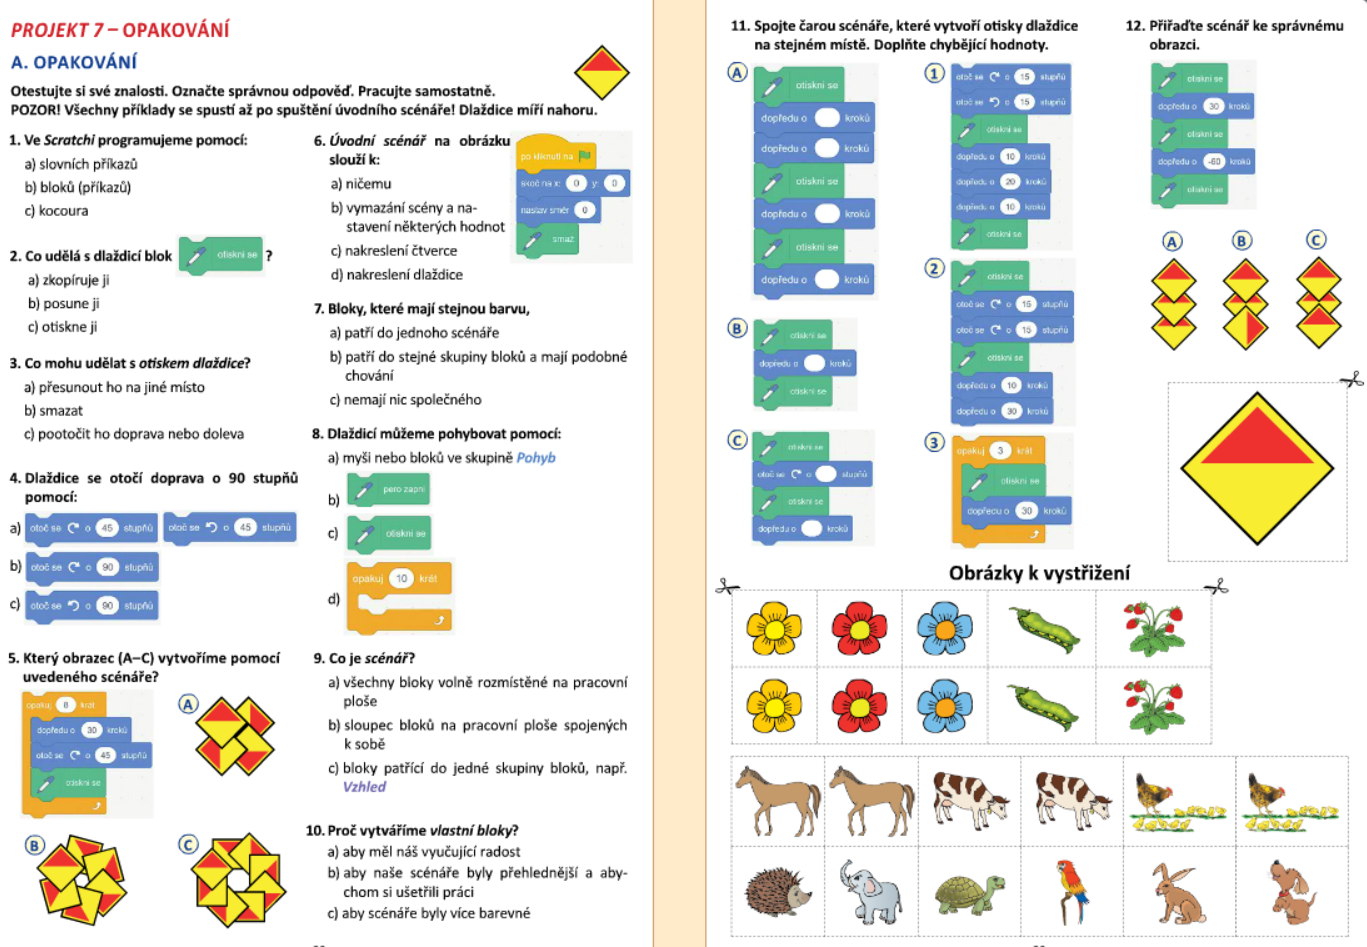 PROJEKT 7 – OPAKOVÁNÍ
A. OPAKOVÁNÍ
Otestujte si své znalosti. Označte správnou odpověď. Pracujte samostatně.
POZOR! Všechny příklady se spustí až po spuštění úvodního scénáře! Dlaždice míří nahoru.
1. Ve Scratchi programujeme pomocí:
a) slovních příkazů
b) bloků (příkazů)
c) kocoura
2. Co udělá s dlaždicí blok otiskni se ?
a) zkopíruje ji
b) posune ji
c) otiskne ji
3. Co mohu udělat s otiskem dlaždice?
a) přesunout ho na jiné místo
b) smazat
c) pootočit ho doprava nebo doleva
4. Dlaždice se otočí doprava o 90 stupňů
pomocí:
a) otoč se o 45 stupňů otoč se o 45 stupňů
b) otoč se o 90 stupňů
c) otoč se o 90 stupňů
5. Který obrazec (A–C) vytvoříme pomocí
uvedeného scénáře?
opakuj 8 krát
dopředu o 30 kroků
otoč se o 45 stupňů
otiskni se
A
B
C
6. Úvodní scénář na obrázku
slouží k:
a) ničemu
b) vymazání scény a na-
stavení některých hodnot
c) nakreslení čtverce
d) nakreslení dlaždice
po kliknutí na
skoč na x: 0 y: 0
nastav směr 0
smaž
7. Bloky, které mají stejnou barvu,
a) patří do jednoho scénáře
b) patří do stejné skupiny bloků a mají podobné
chování
c) nemají nic společného
8. Dlaždicí můžeme pohybovat pomocí:
a) myši nebo bloků ve skupině Pohyb
b) pero zapni
c) otiskni se
d) opakuj 10 krát
9. Co je scénář?
a) všechny bloky volně rozmístěné na pracovní
ploše
b) sloupec bloků na pracovní ploše spojených
k sobě
c) bloky patřící do jedné skupiny bloků, např.
Vzhled
10. Proč vytváříme vlastní bloky?
a) aby měl náš vyučující radost
b) aby naše scénáře byly přehlednější a aby-
chom si ušetřili práci
c) aby scénáře byly více barevné
11. Spojte čarou scénáře, které vytvoří otisky dlaždice
na stejném místě. Doplňte chybějící hodnoty.
A
otiskni se
dopředu o kroků
dopředu o kroků
otiskni se
dopředu o kroků
otiskni se
dopředu o kroků
B
otiskni se
dopředu o kroků
otiskni se
C
otiskni se
otoč se o stupňů
otiskni se
dopředu o kroků
1
otoč se o 15 stupňů
otoč se o 15 stupňů
otiskni se
dopředu o 10 kroků
dopředu o 20 kroků
dopředu o 10 kroků
otiskni se
2
otiskni se
otoč se o 15 stupňů
otoč se o 15 stupňů
otiskni se
dopředu o 10 kroků
dopředu o 30 kroků
3
opakuj 3 krát
otiskni se
dopředu o 30 kroků
12. Přiřaďte scénář ke správnému
obrazci.
otiskni se
dopředu o 30 kroků
otiskni se
dopředu o -60 kroků
otiskni se
A B C
Obrázky k vystřižení